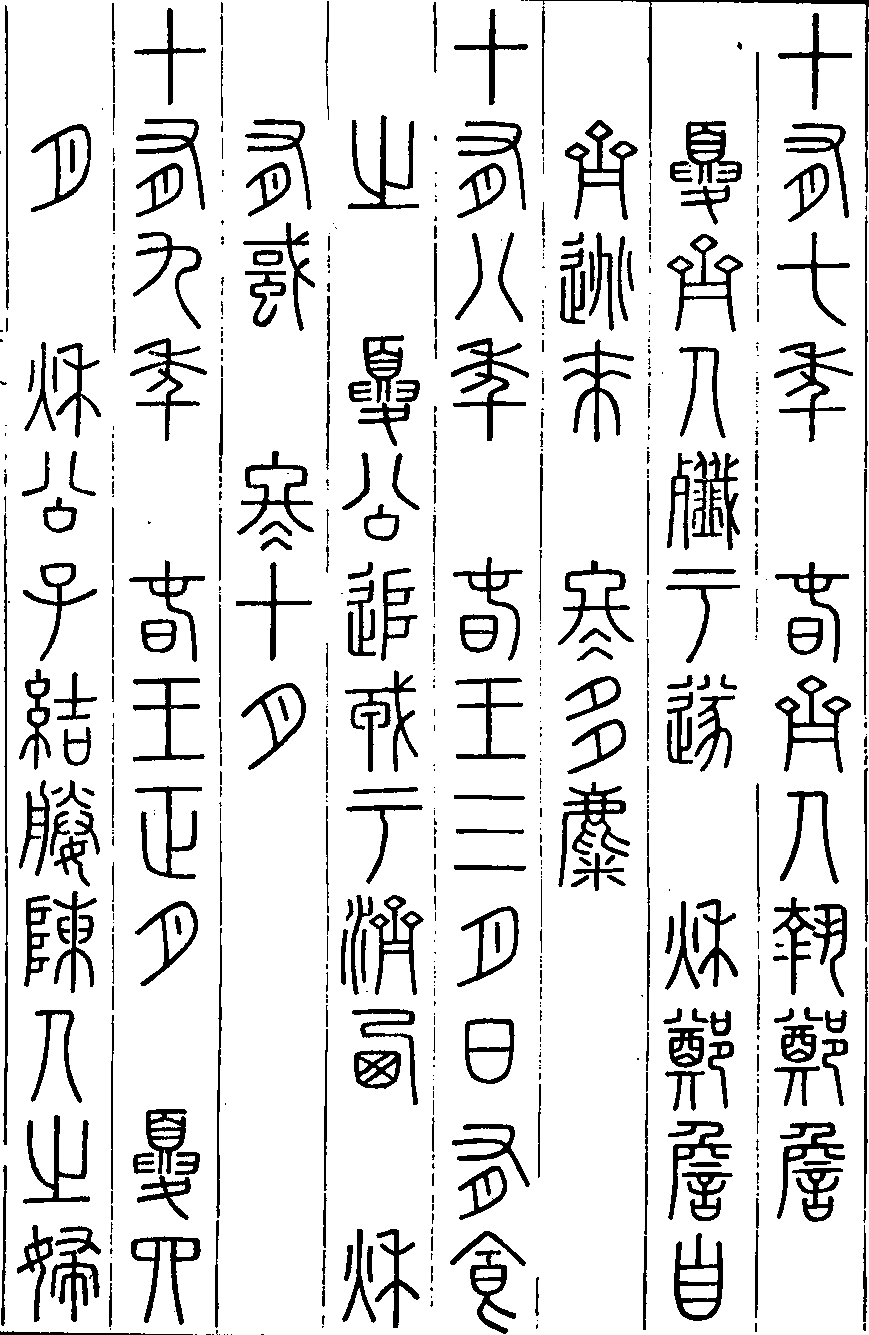 十有七年　春齊人執鄭詹
夏齊人殲于遂　秋鄭詹自
齊逃來　冬多麋
十有八年　春王三月日有食
之　夏公追戎于濟西　秋
有蜮　冬十月
十有九年　春王正月　夏四
月　秋公子結媵陳人之婦